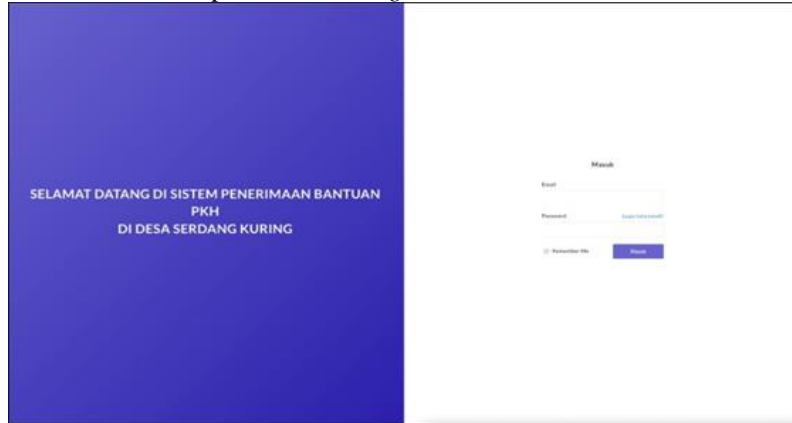 SELAMAT DATANG DI SISTEM PENERIMAAN BANTUAN
PKH
DI DESA SERDANG KURING
Masuk
Email
Password
Remember Me
Masuk